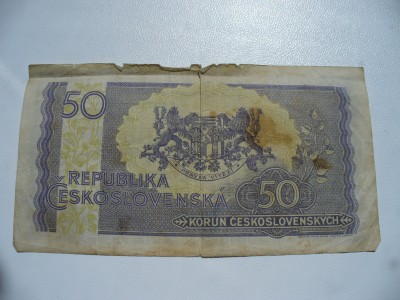 50
REPUBLIKA
ČESKOSLOVENSKÁ
50
KORUN ČESKOSLOVENSKÝCH